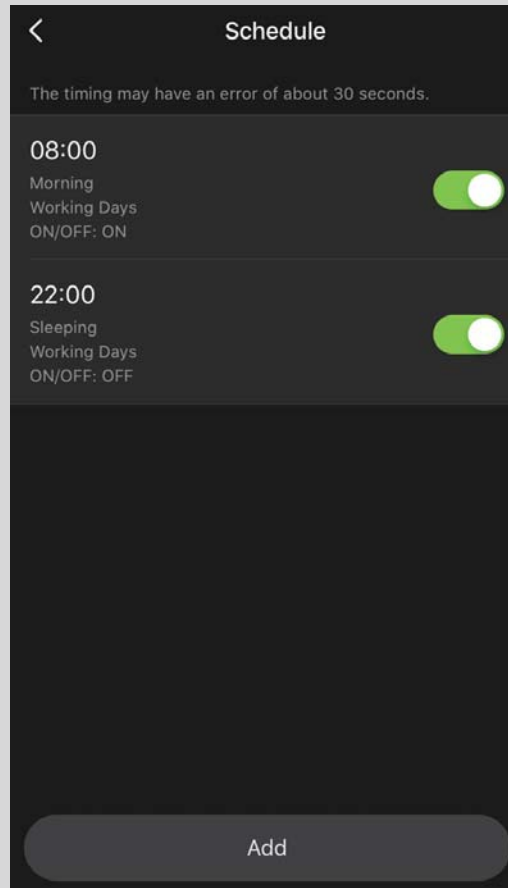 Schedule
The timing may have an error of about 30 seconds.
08:00
Morning
Working Days
ON/OFF: ON
22:00
Sleeping
Working Days
ON/OFF: OFF
Add